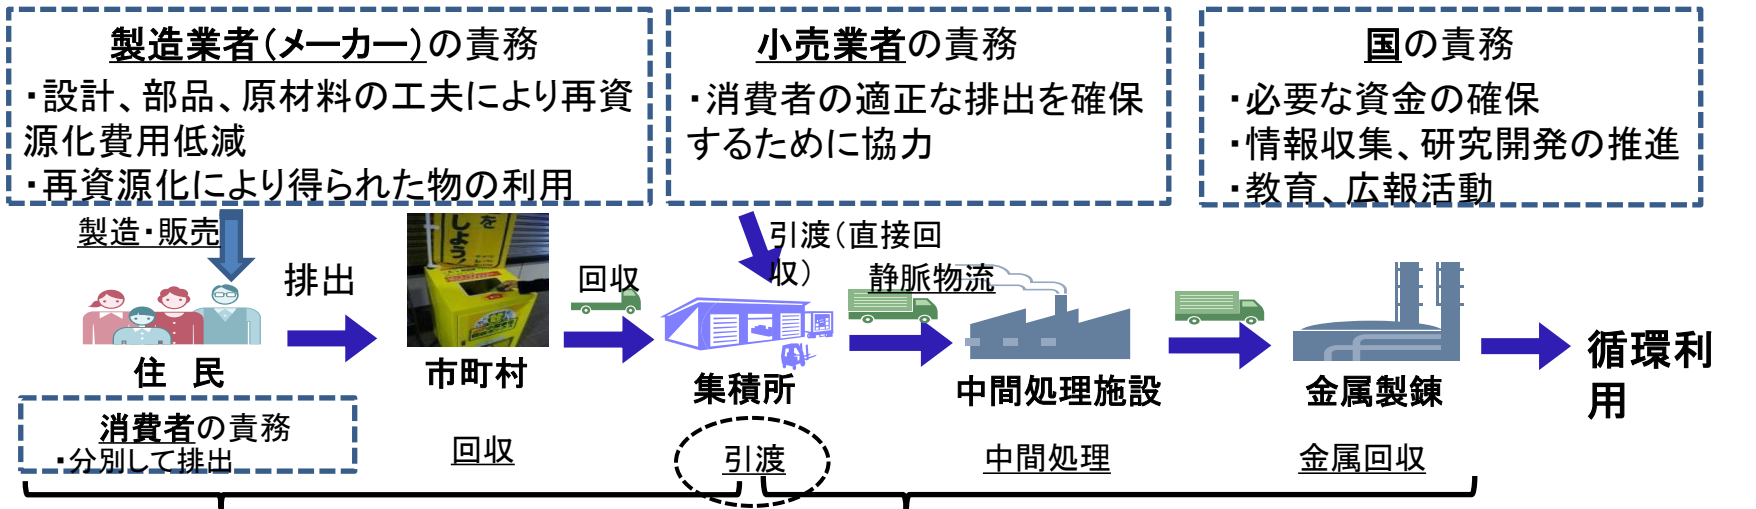 製造業者(メーカー)の責務
・設計、部品、原材料の工夫により再資
源化費用低減
・再資源化により得られた物の利用
小売業者の責務
・消費者の適正な排出を確保
するために協力
国の責務
・必要な資金の確保
・情報収集、研究開発の推進
・教育、広報活動
製造・販売
排出
を
しよう!
回収
引渡(直接回
収)
静脈物流
住 民
市町村
集積所
中間処理施設
金属製錬
循環利
用
消費者の責務
・分別して排出
回収
引渡
中間処理
金属回収